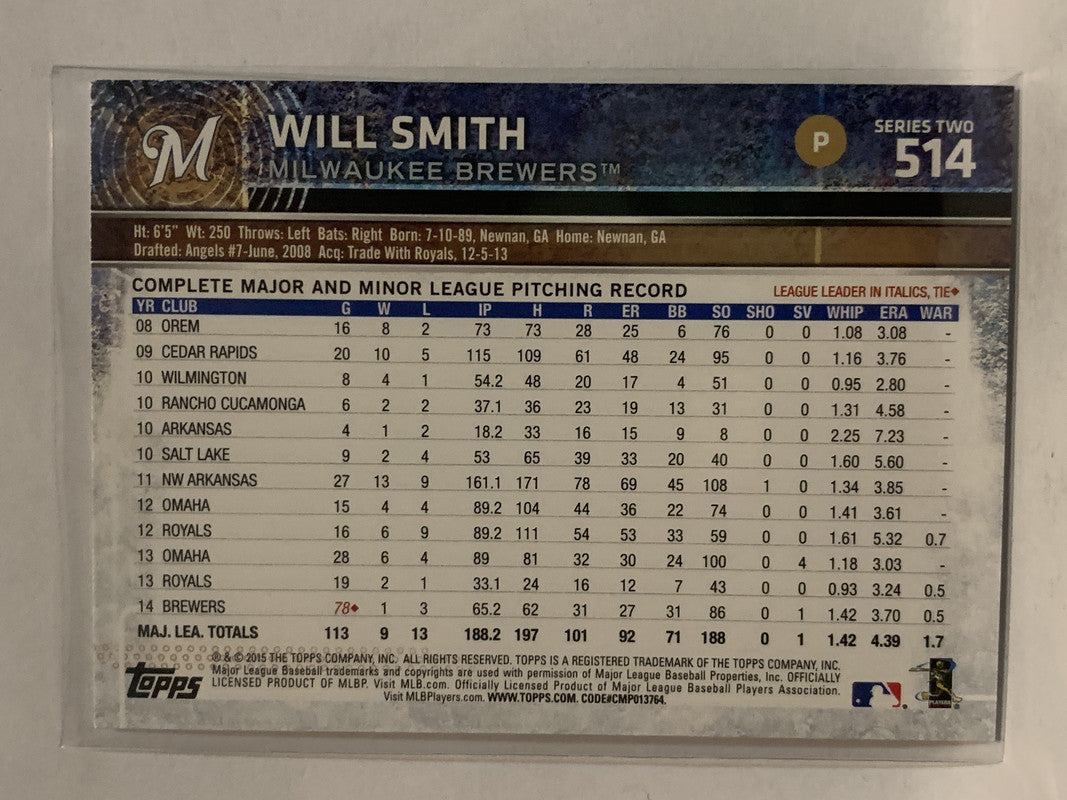 M
WILL SMITH
MILWAUKEE BREWERS™
P
SERIES TWO
514
Ht: 6'5" Wt: 250 Throws: Left Bats: Right Born: 7-10-89, Newnan, GA Home: Newnan, GA
Drafted: Angels #7-June, 2008 Acq: Trade With Royals, 12-5-13
COMPLETE MAJOR AND MINOR LEAGUE PITCHING RECORD LEAGUE LEADER IN ITALICS, TIE◆
YR CLUB G W L IP H R ER BB SO SHO SV WHIP ERA WAR
08 OREM 16 8 2 73 73 28 25 6 76 0 0 1.08 3.08 -
09 CEDAR RAPIDS 20 10 5 115 109 61 48 24 95 0 0 1.16 3.76 -
10 WILMINGTON 8 4 1 54.2 48 20 17 4 51 0 0 0.95 2.80 -
10 RANCHO CUCAMONGA 6 2 2 37.1 36 23 19 13 31 0 0 1.31 4.58 -
10 ARKANSAS 4 1 2 18.2 33 16 15 9 8 0 0 2.25 7.23 -
10 SALT LAKE 9 2 4 53 65 39 33 20 40 0 0 1.60 5.60 -
11 NW ARKANSAS 27 13 9 161.1 171 78 69 45 108 1 0 1.34 3.85 -
12 OMAHA 15 4 4 89.2 104 44 36 22 74 0 0 1.41 3.61 -
12 ROYALS 16 6 9 89.2 111 54 53 33 59 0 0 1.61 5.32 0.7
13 OMAHA 28 6 4 89 81 32 30 24 100 0 4 1.18 3.03 -
13 ROYALS 19 2 1 33.1 24 16 12 7 43 0 0 0.93 3.24 0.5
14 BREWERS 78◆ 1 3 65.2 62 31 27 31 86 0 1 1.42 3.70 0.5
MAJ. LEA. TOTALS 113 9 13 188.2 197 101 92 71 188 0 1 1.42 4.39 1.7
Topps
® & © 2015 THE TOPPS COMPANY, INC. ALL RIGHTS RESERVED. TOPPS IS A REGISTERED TRADEMARK OF THE TOPPS COMPANY, INC.
Major League Baseball trademarks and copyrights are used with permission of Major League Baseball Properties, Inc. OFFICIALLY
LICENSED PRODUCT OF MLBP. Visit MLB.com. Officially Licensed Product of Major League Baseball Players Association.
Visit MLBPlayers.com. WWW.TOPPS.COM. CODE#CMP013764.
PLAYERS